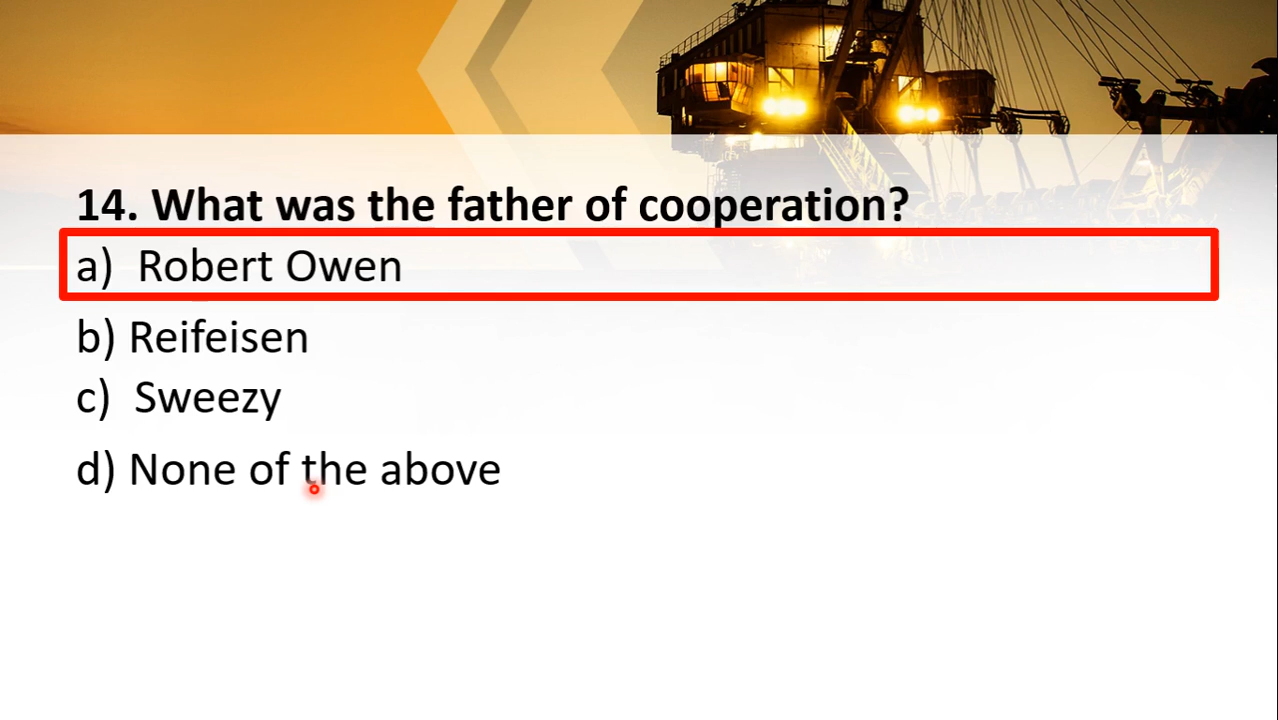 14. What was the father of cooperation?
a) Robert Owen
b) Reifeisen
c) Sweezy
d) None of the above